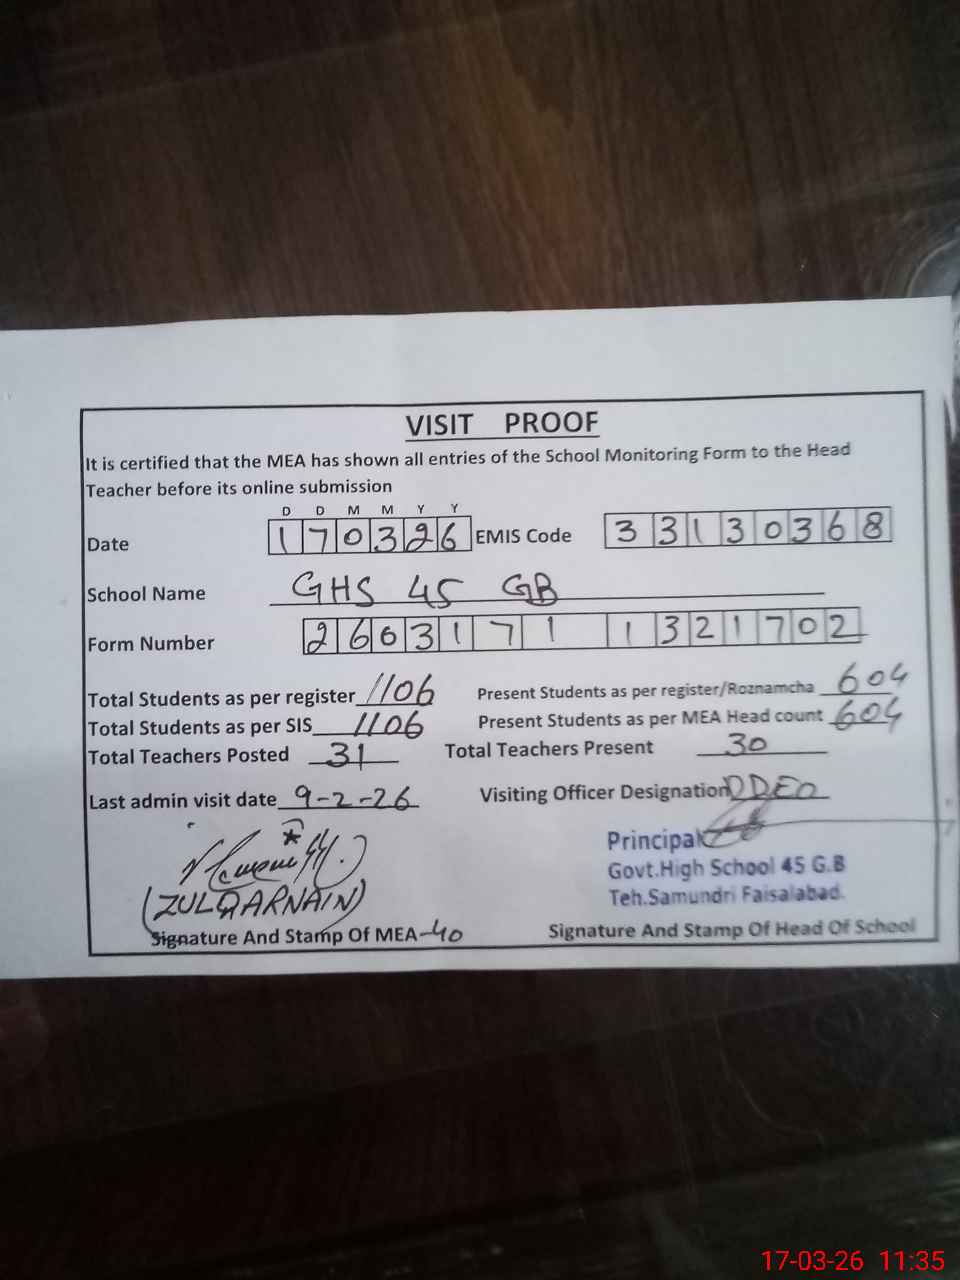 VISIT PROOF
It is certified that the MEA has shown all entries of the School Monitoring Form to the Head
Teacher before its online submission
D D M M Y Y
Date 170326 EMIS Code 33130368
School Name GHS 45 GB
Form Number 26031711321702
Total Students as per register 1106 Present Students as per register/Roznamcha 604
Total Students as per SIS 1106 Present Students as per MEA Head count 604
Total Teachers Posted 31 Total Teachers Present 30
Last admin visit date 9-2-26 Visiting Officer Designation DDEO
Principal
Govt.High School 45 G.B
Teh.Samundri Faisalabad.
(ZULQARNAIN)
Signature And Stamp Of MEA-40 Signature And Stamp Of Head Of School
17-03-26 11:35